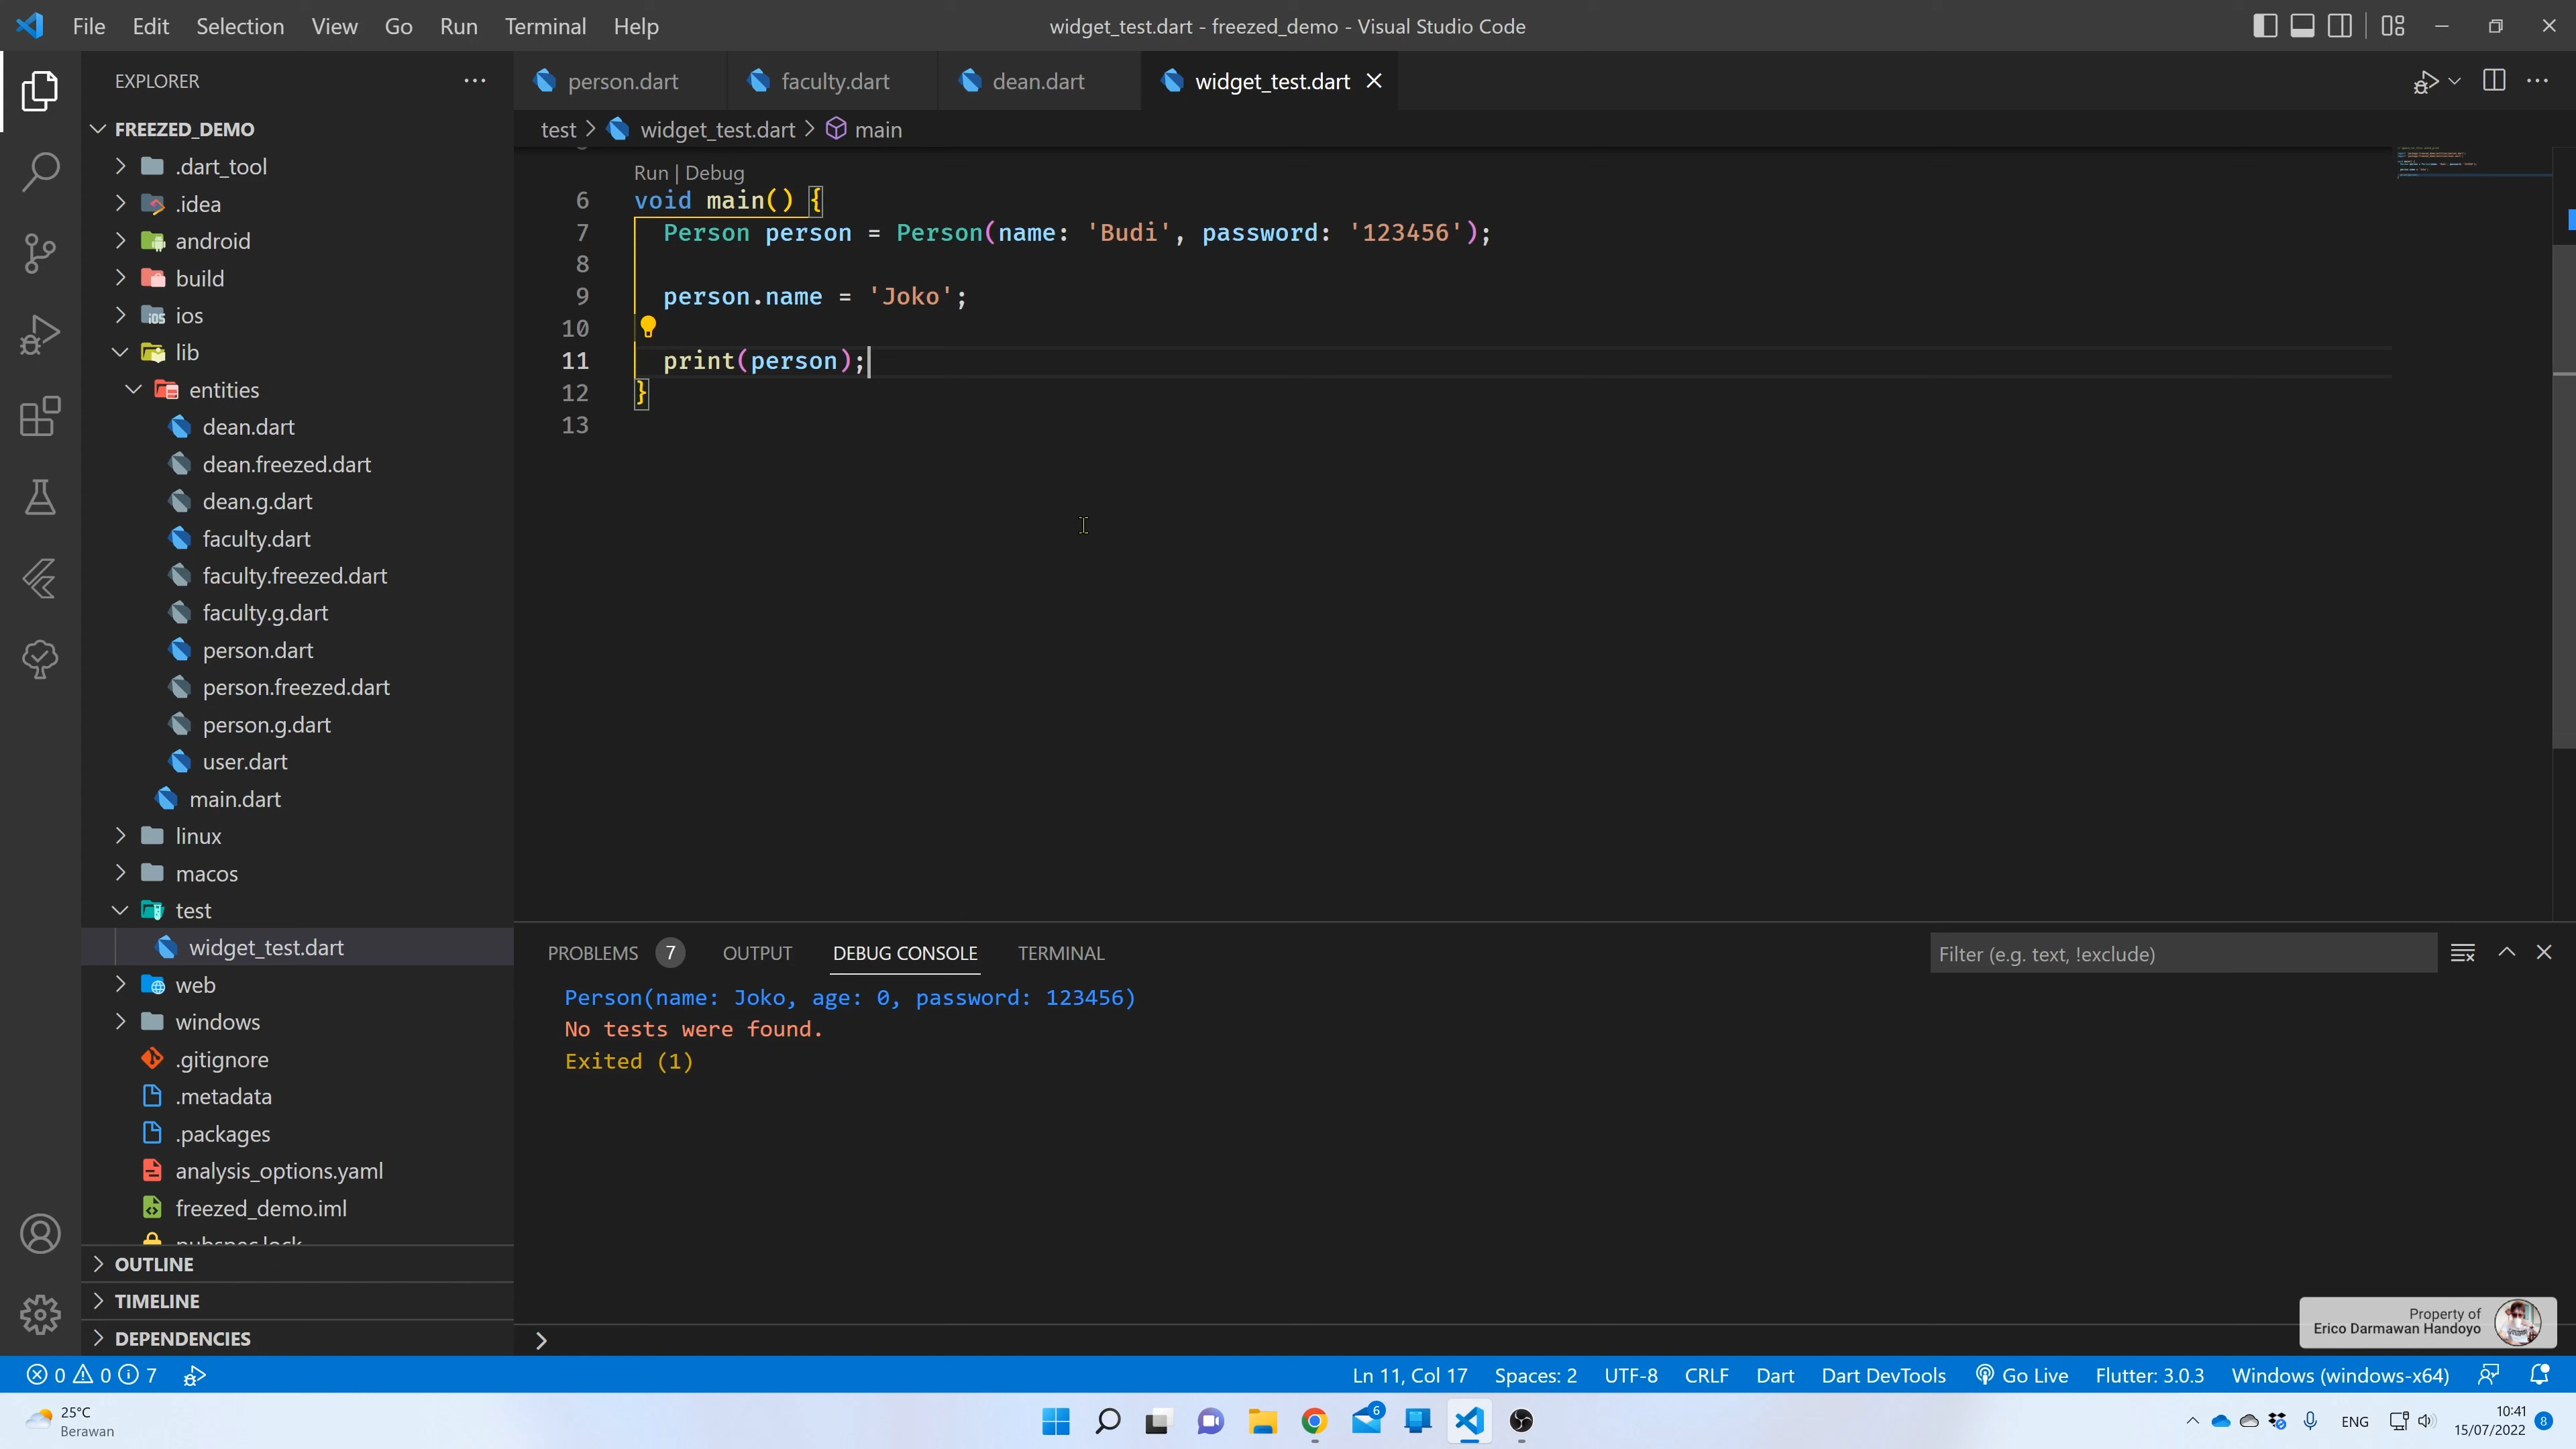 File Edit Selection View Go Run Terminal Help
widget_test.dart - freezed_demo - Visual Studio Code
EXPLORER
FREEZED_DEMO
.dart_tool
.idea
android
build
ios
lib
entities
dean.dart
dean.freezed.dart
dean.g.dart
faculty.dart
faculty.freezed.dart
faculty.g.dart
person.dart
person.freezed.dart
person.g.dart
user.dart
main.dart
linux
macos
test
widget_test.dart
web
windows
.gitignore
.metadata
.packages
analysis_options.yaml
freezed_demo.iml
pubspec.lock
OUTLINE
TIMELINE
DEPENDENCIES
person.dart faculty.dart dean.dart widget_test.dart
test > widget_test.dart > main
Run | Debug
6 void main() {
7 Person person = Person(name: 'Budi', password: '123456');
8
9 person.name = 'Joko';
10
11 print(person);
12 }
13
PROBLEMS 7 OUTPUT DEBUG CONSOLE TERMINAL
Filter (e.g. text, !exclude)
Person(name: Joko, age: 0, password: 123456)
No tests were found.
Exited (1)
Property of
Erico Darmawan Handoyo
0 0 7
Ln 11, Col 17 Spaces: 2 UTF-8 CRLF Dart Dart DevTools Go Live Flutter: 3.0.3 Windows (windows-x64)
25°C
Berawan
6
ENG
10:41
15/07/2022
8